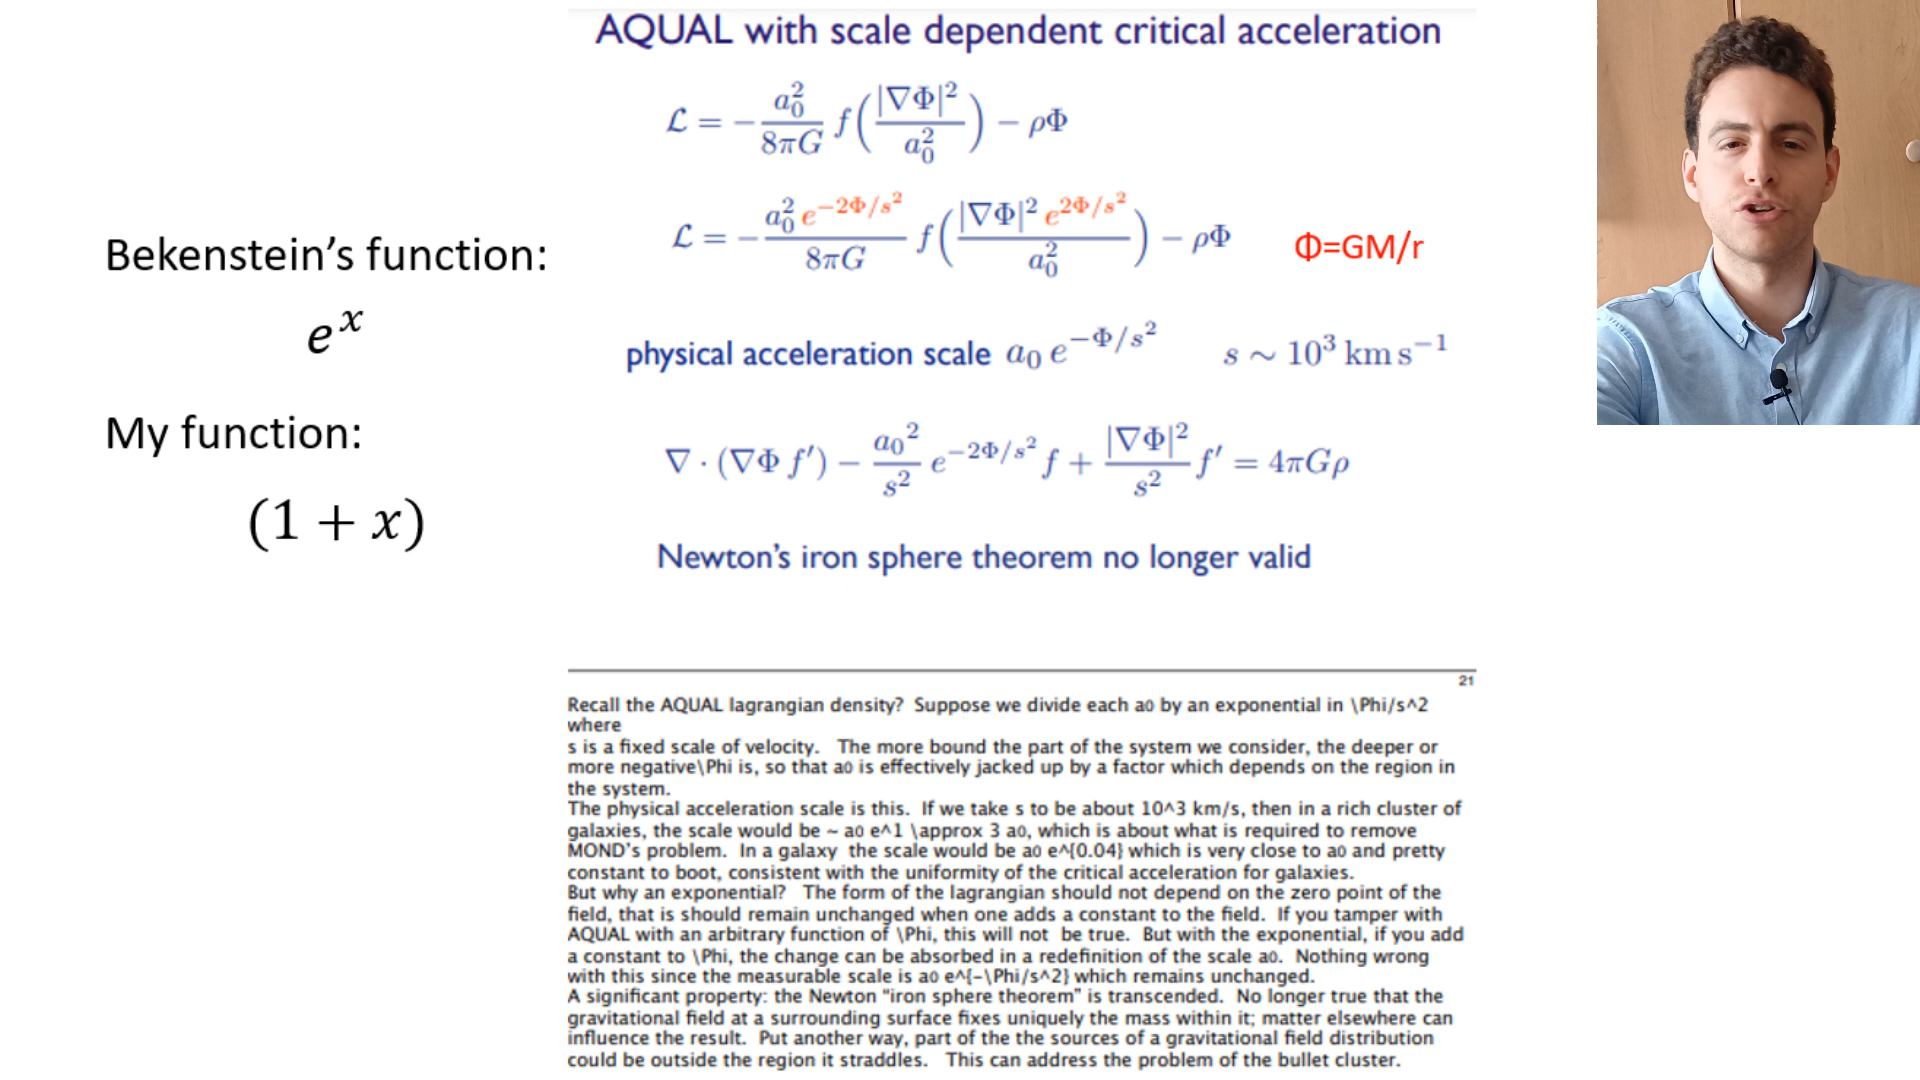 AQUAL with scale dependent critical acceleration
ℒ = −a₀²/8πG f(|∇Φ|²/a₀²) − ρΦ
ℒ = −a₀² e^{−2Φ/s²}/8πG f(|∇Φ|² e^{2Φ/s²}/a₀²) − ρΦ
Φ=GM/r
Bekenstein's function:
eˣ
physical acceleration scale a₀ e^{−Φ/s²} s ∼ 10³ km s⁻¹
My function:
∇ · (∇Φ f′) − a₀²/s² e^{−2Φ/s²} f + |∇Φ|²/s² f′ = 4πGρ
(1 + x)
Newton's iron sphere theorem no longer valid
21
Recall the AQUAL lagrangian density? Suppose we divide each a0 by an exponential in \Phi/s^2
where
s is a fixed scale of velocity. The more bound the part of the system we consider, the deeper or
more negative\Phi is, so that a0 is effectively jacked up by a factor which depends on the region in
the system.
The physical acceleration scale is this. If we take s to be about 10^3 km/s, then in a rich cluster of
galaxies, the scale would be ~ a0 e^1 \approx 3 a0, which is about what is required to remove
MOND's problem. In a galaxy the scale would be a0 e^{0.04} which is very close to a0 and pretty
constant to boot, consistent with the uniformity of the critical acceleration for galaxies.
But why an exponential? The form of the lagrangian should not depend on the zero point of the
field, that is should remain unchanged when one adds a constant to the field. If you tamper with
AQUAL with an arbitrary function of \Phi, this will not be true. But with the exponential, if you add
a constant to \Phi, the change can be absorbed in a redefinition of the scale a0. Nothing wrong
with this since the measurable scale is a0 e^{-\Phi/s^2} which remains unchanged.
A significant property: the Newton "iron sphere theorem" is transcended. No longer true that the
gravitational field at a surrounding surface fixes uniquely the mass within it; matter elsewhere can
influence the result. Put another way, part of the the sources of a gravitational field distribution
could be outside the region it straddles. This can address the problem of the bullet cluster.